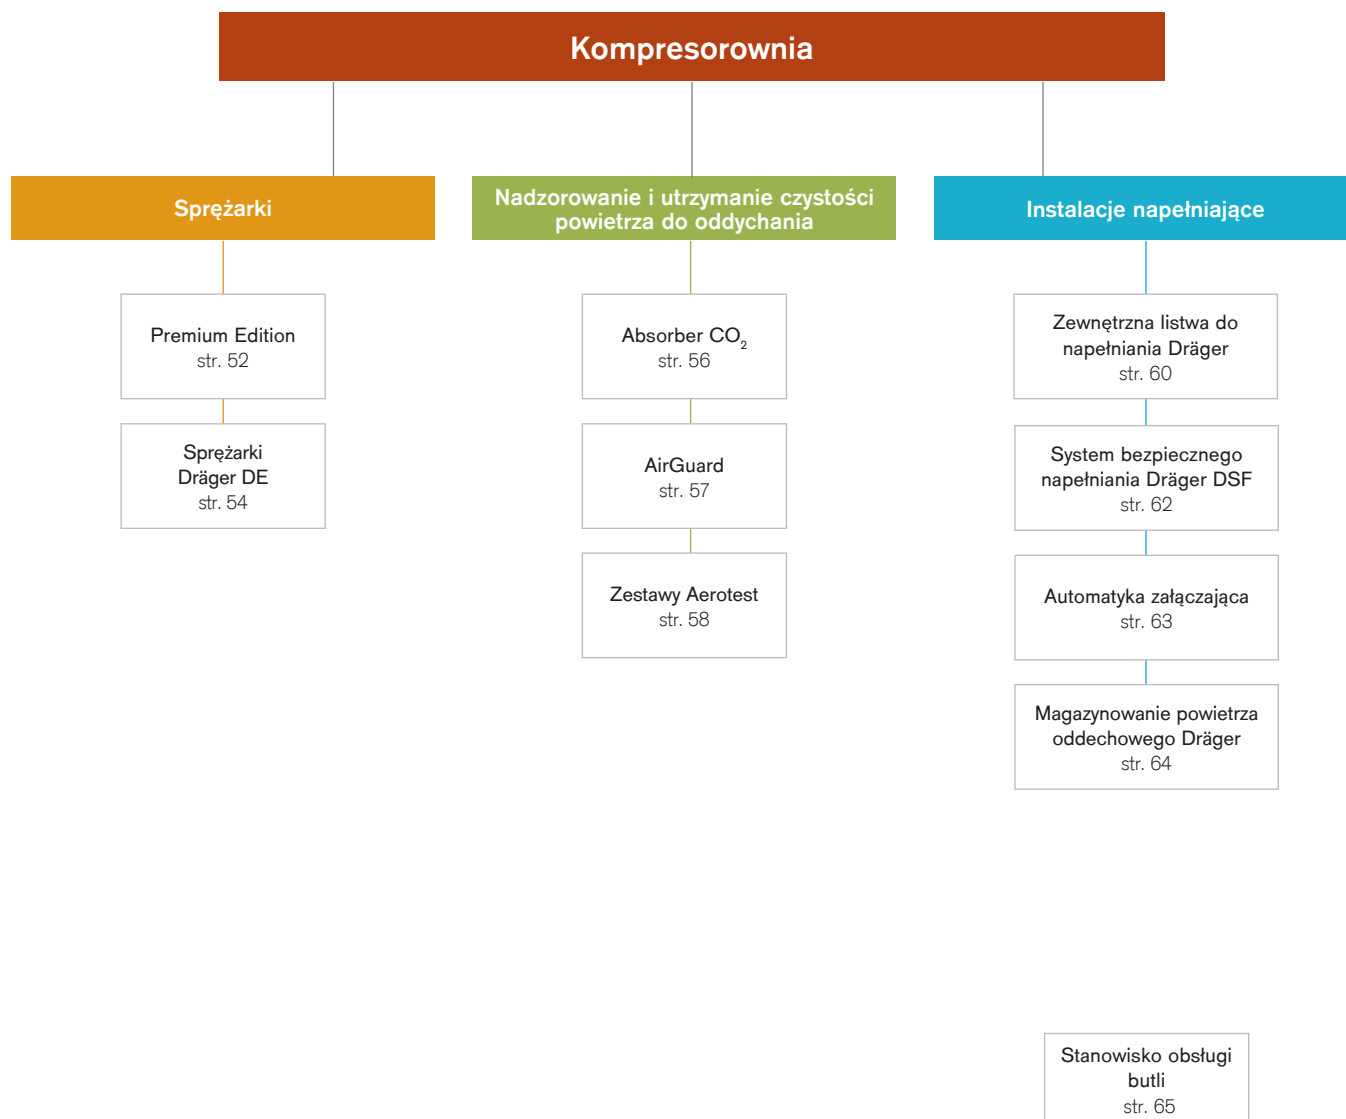 Kompresorownia
Sprężarki
Premium Edition
str. 52
Sprężarki
Dräger DE
str. 54
Nadzorowanie i utrzymanie czystości
powietrza do oddychania
Absorber CO₂
str. 56
AirGuard
str. 57
Zestawy Aerotest
str. 58
Instalacje napełniające
Zewnętrzna listwa do
napełniania Dräger
str. 60
System bezpiecznego
napełniania Dräger DSF
str. 62
Automatyka załączająca
str. 63
Magazynowanie powietrza
oddechowego Dräger
str. 64
Stanowisko obsługi
butli
str. 65